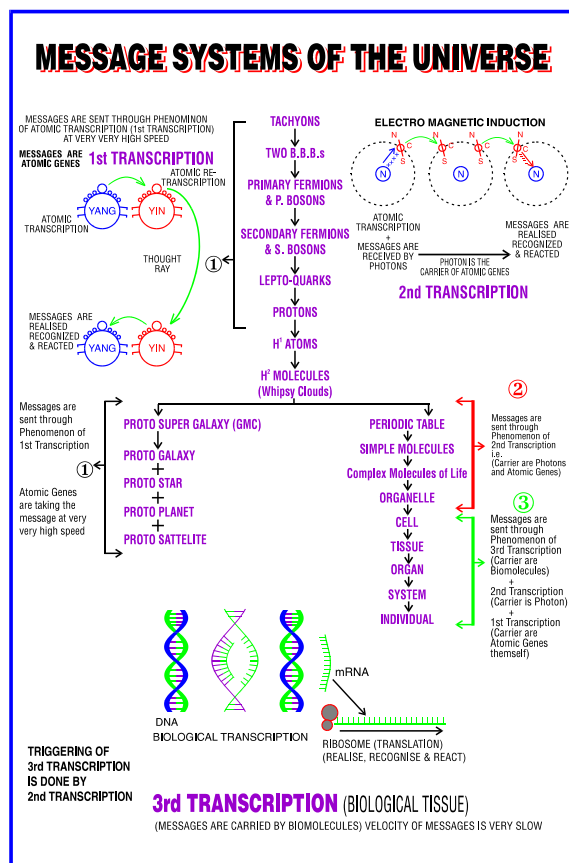 MESSAGE SYSTEMS OF THE UNIVERSE
MESSAGES ARE SENT THROUGH PHENOMINON
OF ATOMIC TRANSCRIPTION (1st TRANSCRIPTION)
AT VERY VERY HIGH SPEED
MESSAGES ARE
ATOMIC GENES
1st TRANSCRIPTION
ATOMIC RE-
TRANSCRIPTION
YANG
YIN
ATOMIC
TRANSCRIPTION
THOUGHT
RAY
MESSAGES ARE
REALISED
RECOGNIZED
& REACTED
YANG
YIN
1
TACHYONS
TWO B.B.B.s
PRIMARY FERMIONS
& P. BOSONS
SECONDARY FERMIONS
& S. BOSONS
LEPTO-QUARKS
PROTONS
H¹ ATOMS
H² MOLECULES
(Whipsy Clouds)
ELECTRO MAGNETIC INDUCTION
N
C
S
N
C
S
N
C
S
N
C
S
N
N
N
ATOMIC
TRANSCRIPTION
+
MESSAGES ARE
RECEIVED BY
PHOTONS
PHOTON IS THE
CARRIER OF ATOMIC GENES
MESSAGES ARE
REALISED
RECOGNIZED
& REACTED
2nd TRANSCRIPTION
Messages are
sent through
Phenomenon of
1st Transcription
1
Atomic Genes
are taking the
message at very
very high speed
PROTO SUPER GALAXY (GMC)
PROTO GALAXY
+
PROTO STAR
+
PROTO PLANET
+
PROTO SATTELITE
PERIODIC TABLE
SIMPLE MOLECULES
Complex Molecules of Life
ORGANELLE
CELL
TISSUE
ORGAN
SYSTEM
INDIVIDUAL
2
Messages are
sent through
Phenomenon of
2nd Transcription
i.e.
(Carrier are Photons
and Atomic Genes)
3
Messages are
sent through
Phenomenon of
3rd Transcription
(Carrier are
Biomolecules)
+
2nd Transcription
(Carrier is Photon)
+
1st Transcription
(Carrier are
Atomic Genes
themself)
mRNA
DNA
BIOLOGICAL TRANSCRIPTION
RIBOSOME (TRANSLATION)
(REALISE, RECOGNISE & REACT)
TRIGGERING OF
3rd TRANSCRIPTION
IS DONE BY
2nd TRANSCRIPTION
3rd TRANSCRIPTION (BIOLOGICAL TISSUE)
(MESSAGES ARE CARRIED BY BIOMOLECULES) VELOCITY OF MESSAGES IS VERY SLOW